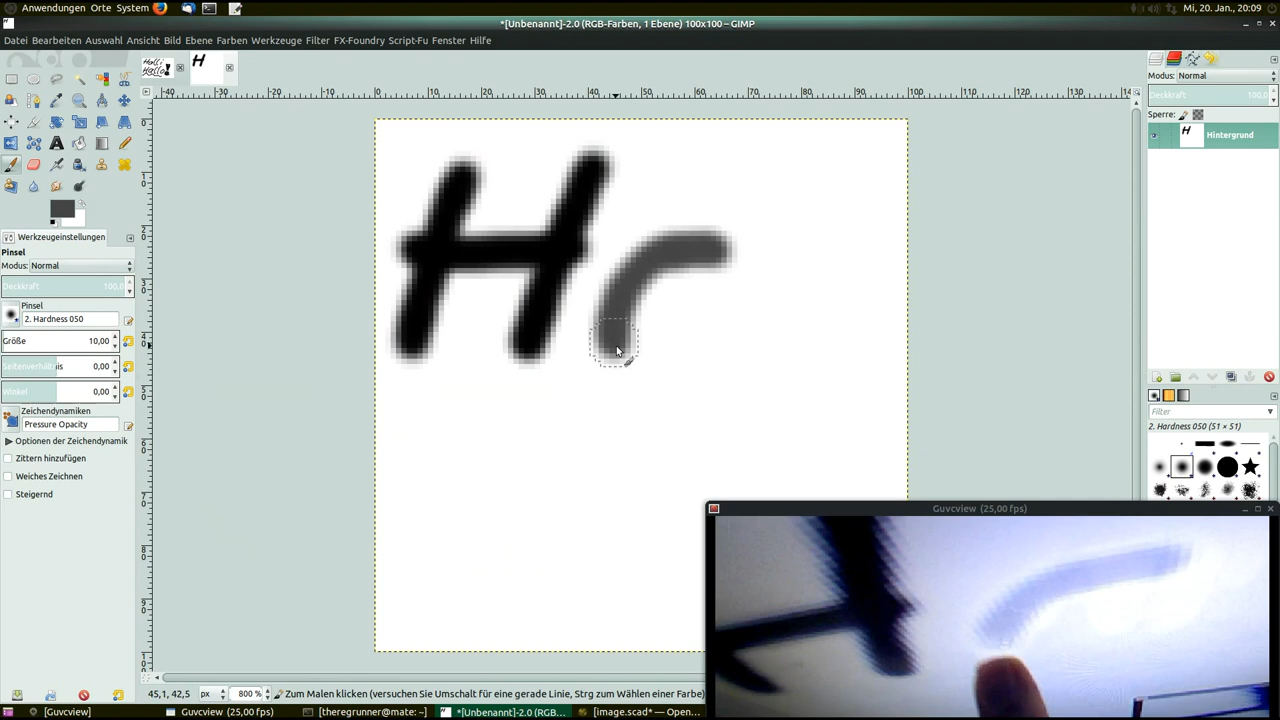 Anwendungen Orte System Mi, 20. Jan., 20:09
*[Unbenannt]-2.0 (RGB-Farben, 1 Ebene) 100x100 – GIMP
Datei Bearbeiten Auswahl Ansicht Bild Ebene Farben Werkzeuge Filter FX-Foundry Script-Fu Fenster Hilfe
Modus: Normal
Deckkraft 100,0
Sperre:
Hintergrund
Hr
Werkzeugeinstellungen
Pinsel
Modus: Normal
Deckkraft 100,0
Pinsel
2. Hardness 050
Größe 10,00
Seitenverhältnis 0,00
Winkel 0,00
Zeichendynamiken
Pressure Opacity
Optionen der Zeichendynamik
Zittern hinzufügen
Weiches Zeichnen
Steigernd
Filter
2. Hardness 050 (51 × 51)
Guvcview (25,00 fps)
45,1, 42,5 px 800 % Zum Malen klicken (versuchen Sie Umschalt für eine gerade Linie, Strg zum Wählen einer Farbe)
[Guvcview] Guvcview (25,00 fps) [theregrunner@mate: ~] *[Unbenannt]-2.0 (RGB... [image.scad* — Open...